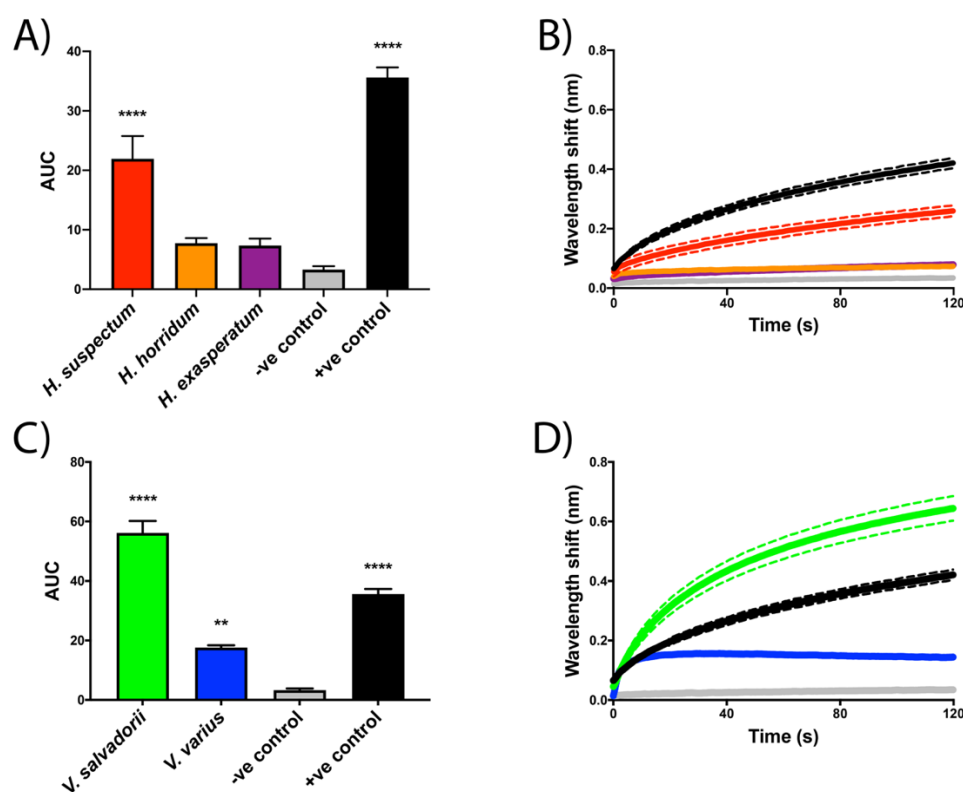 A)
40
30
20
10
0
AUC
****
****
H. suspectum
H. horridum
H. exasperatum
-ve control
+ve control
B)
0.8
0.6
0.4
0.2
0.0
Wavelength shift (nm)
0
40
80
120
Time (s)
C)
80
60
40
20
0
AUC
****
**
****
V. salvadorii
V. varius
-ve control
+ve control
D)
0.8
0.6
0.4
0.2
0.0
Wavelength shift (nm)
0
40
80
120
Time (s)